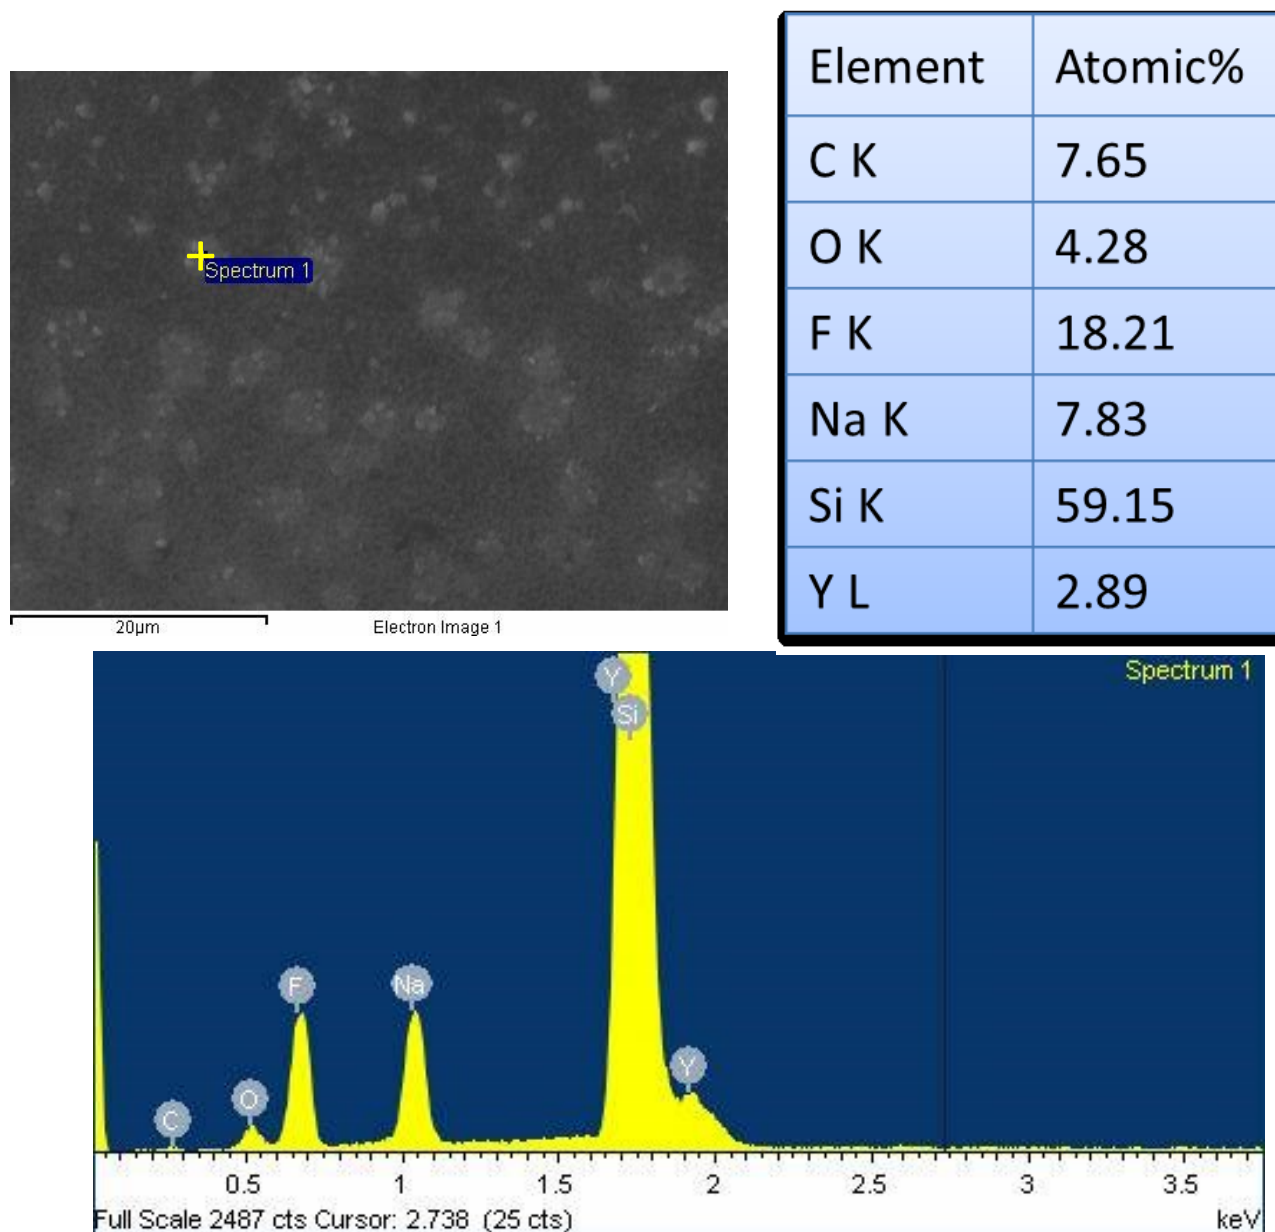 Spectrum 1
20µm
Electron Image 1
Element Atomic%
C K 7.65
O K 4.28
F K 18.21
Na K 7.83
Si K 59.15
Y L 2.89
Spectrum 1
Y
Si
F
Na
Y
O
C
0.5 1 1.5 2 2.5 3 3.5
Full Scale 2487 cts Cursor: 2.738 (25 cts) keV